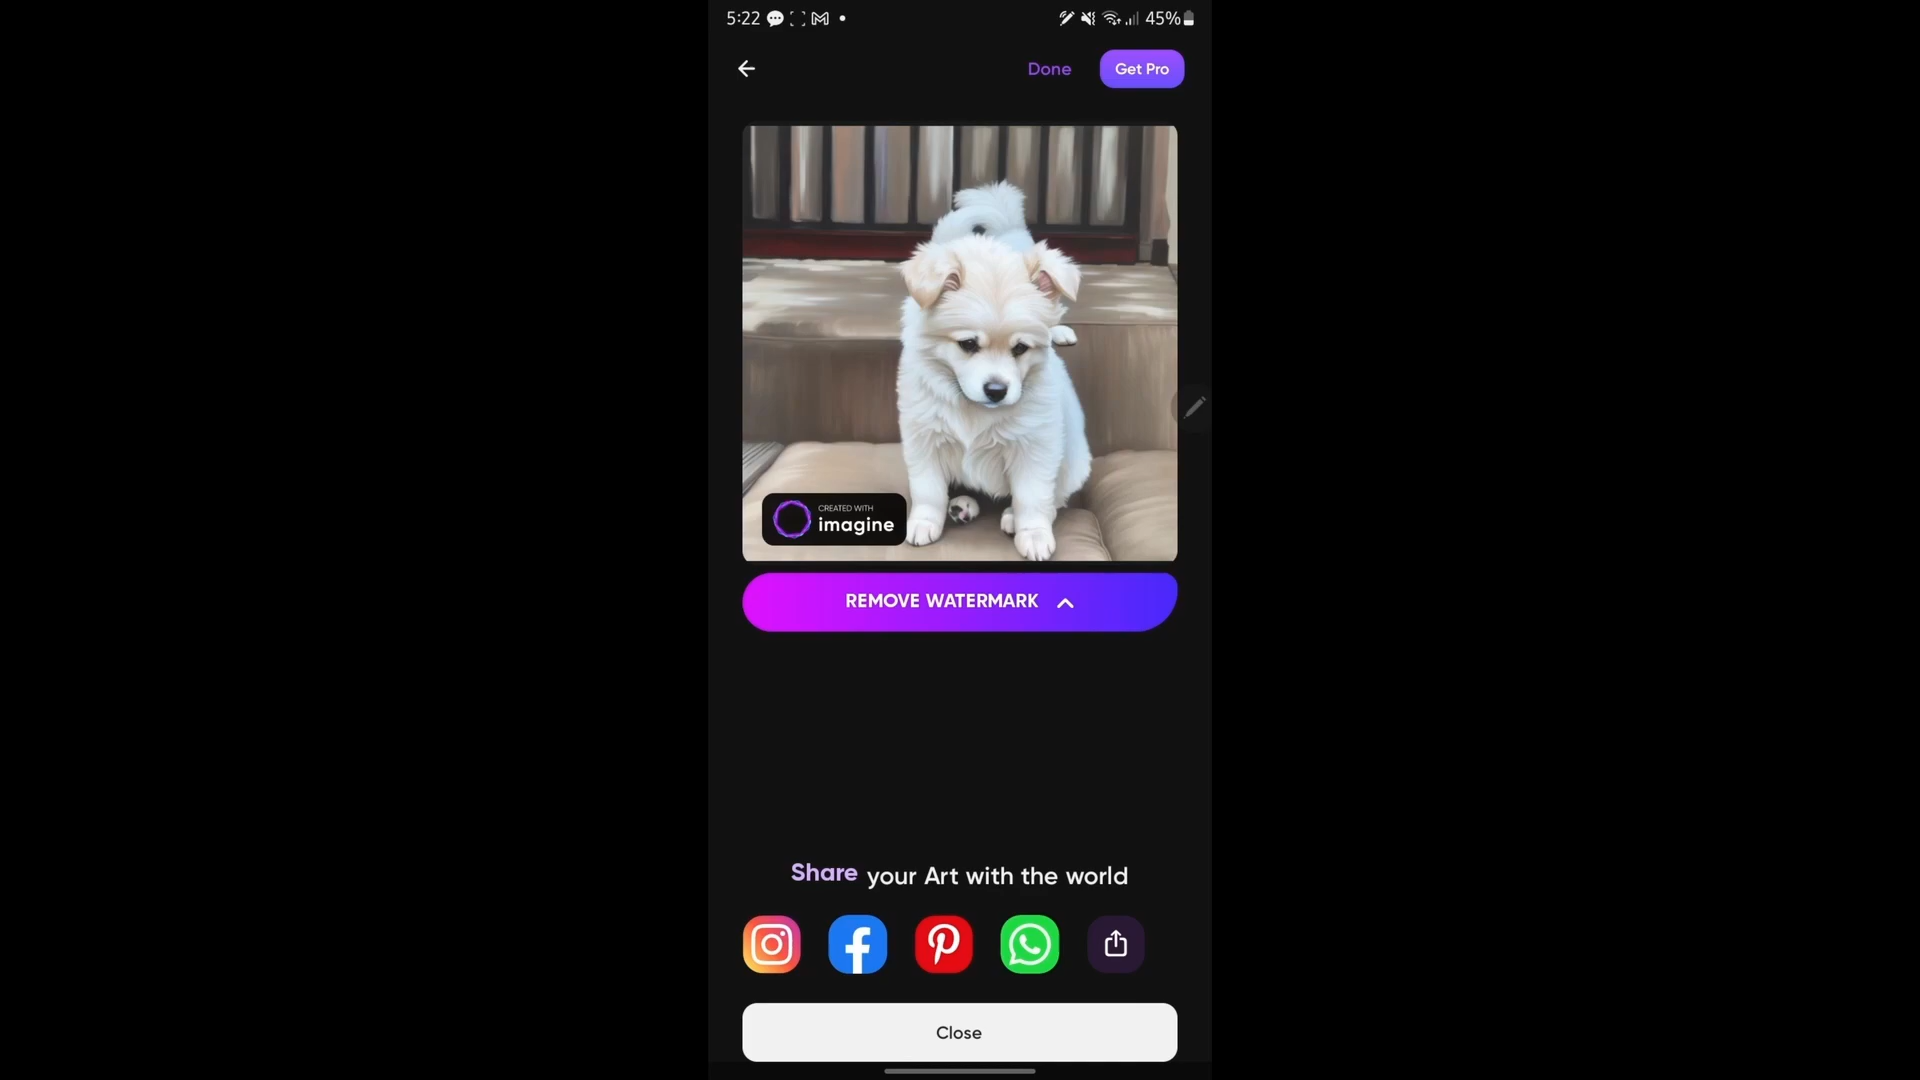 5:22 45%
Done Get Pro
CREATED WITH
imagine
REMOVE WATERMARK
Share your Art with the world
Close